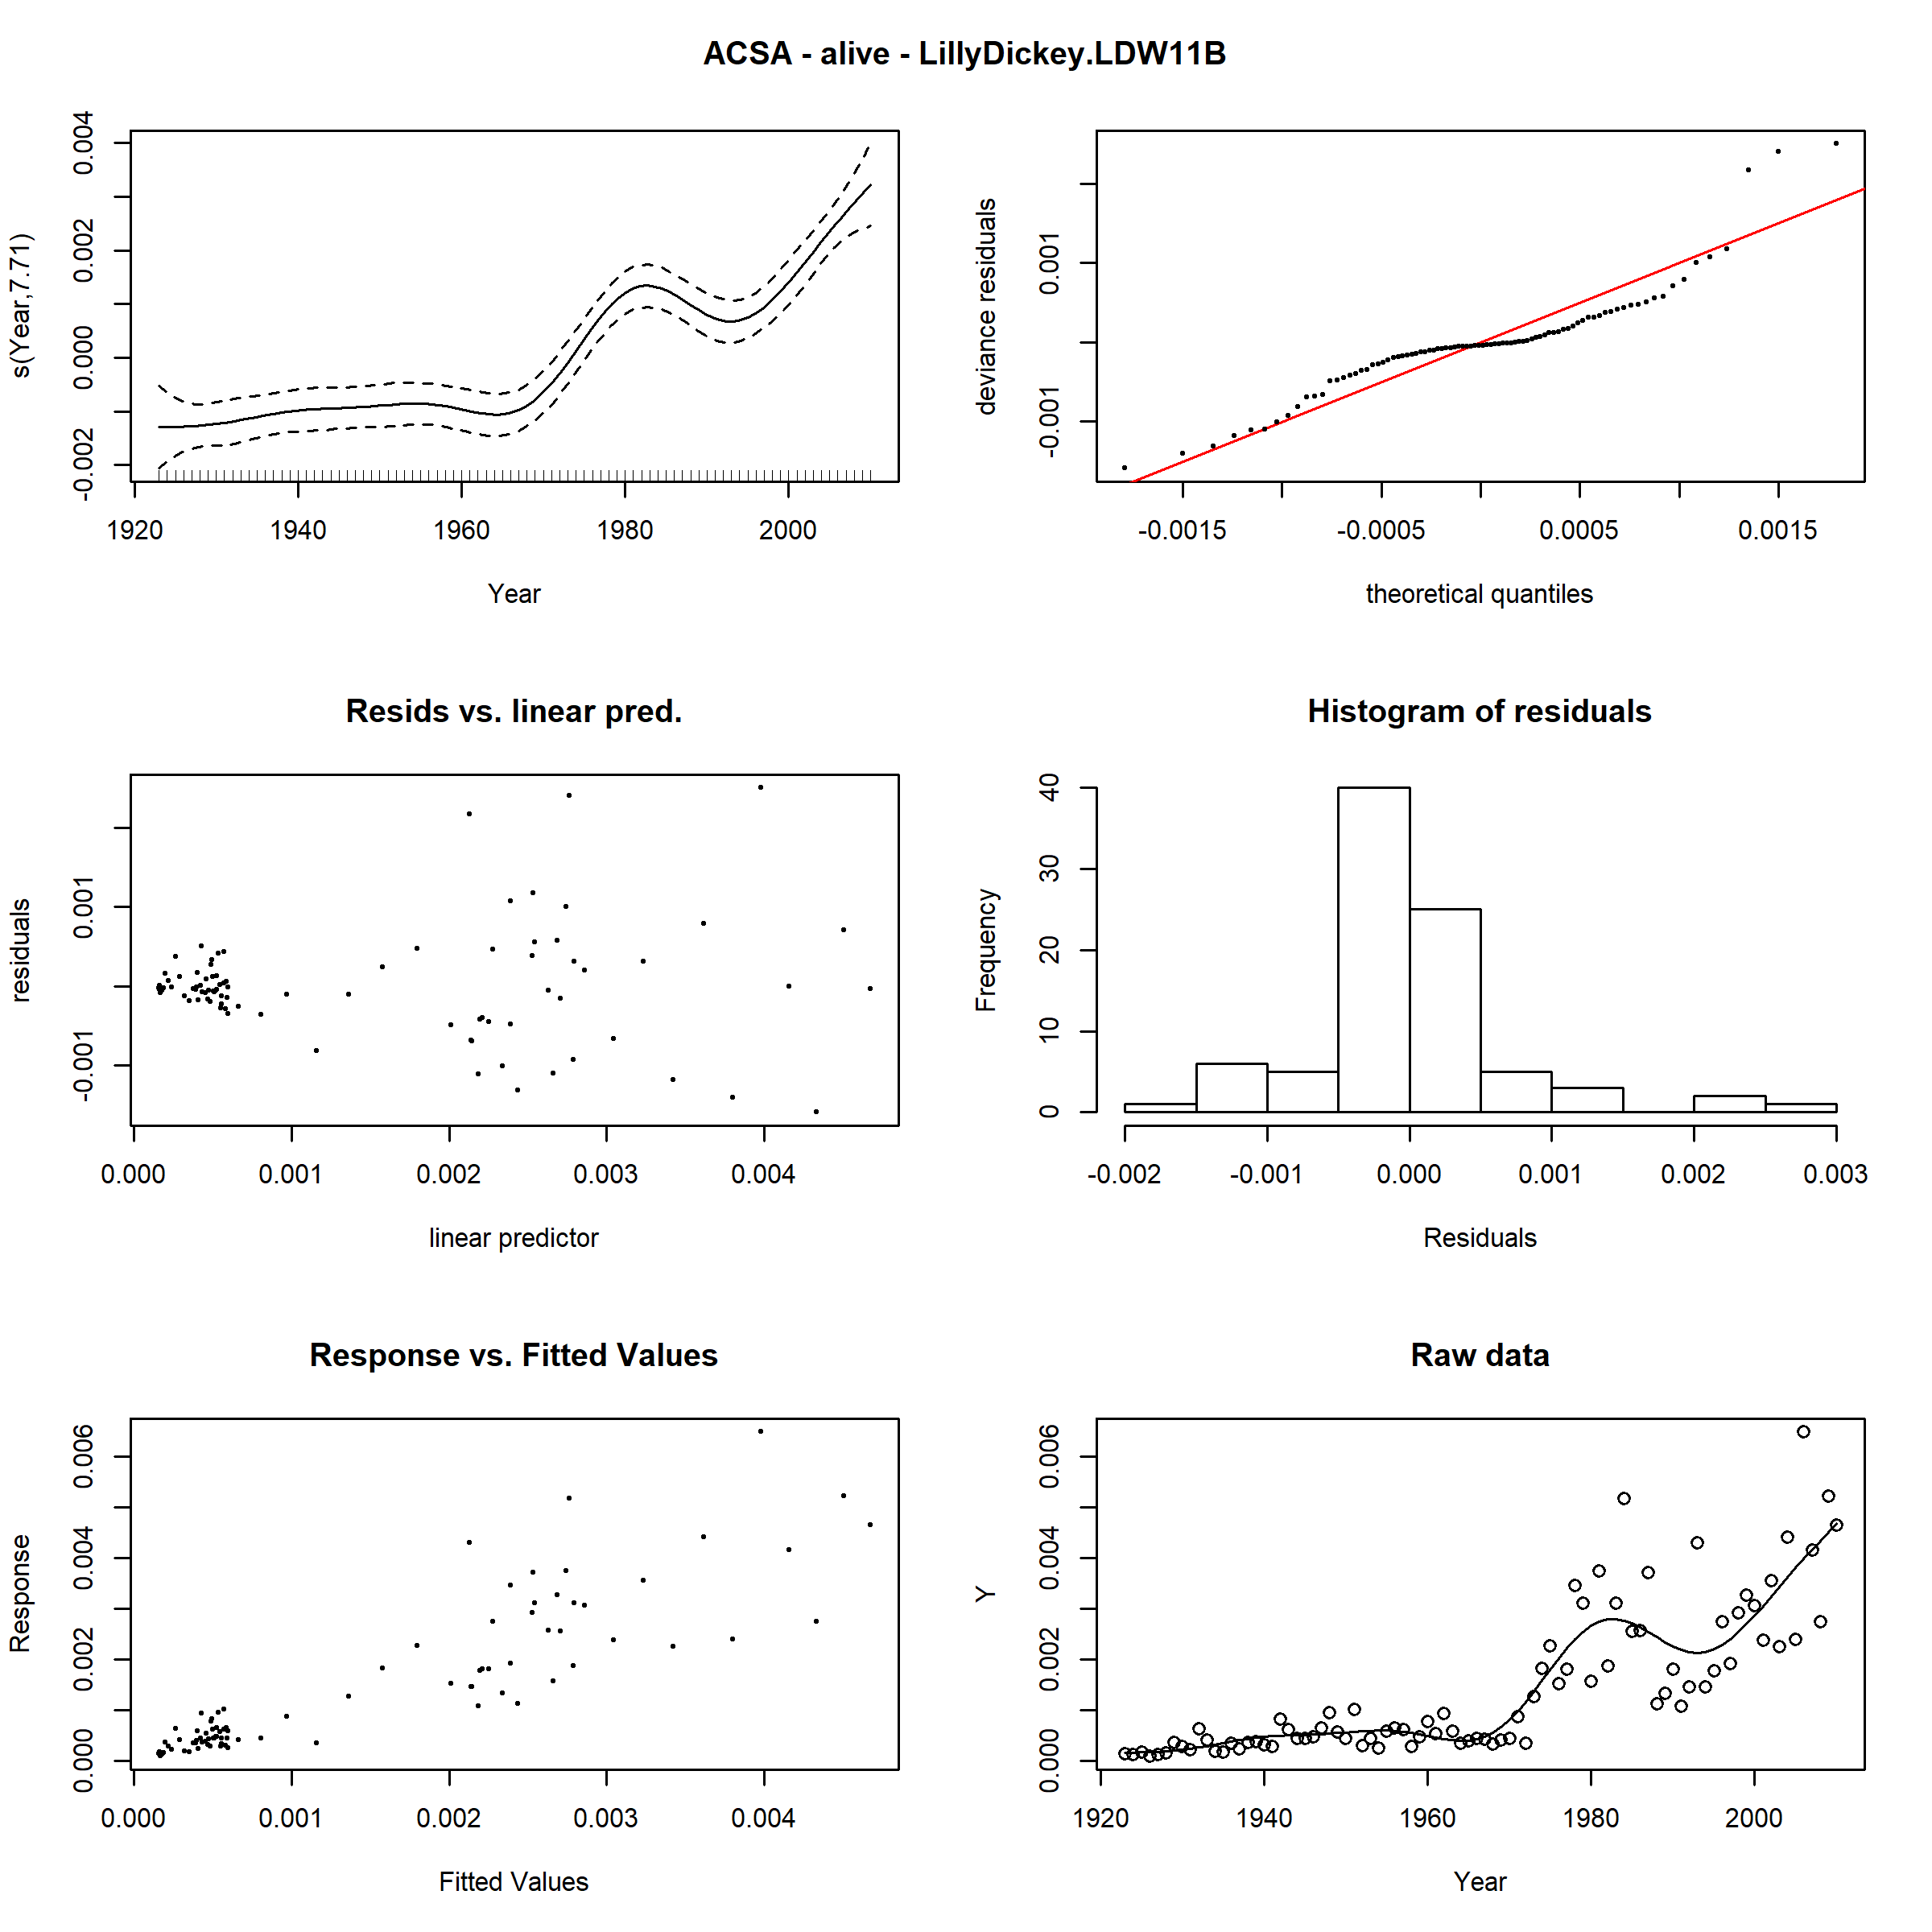 ACSA - alive - LillyDickey.LDW11B
s(Year,7.71)
-0.002 0.000 0.002 0.004
1920 1940 1960 1980 2000
Year
deviance residuals
-0.001 0.001
-0.0015 -0.0005 0.0005 0.0015
theoretical quantiles
Resids vs. linear pred.
residuals
-0.001 0.001
0.000 0.001 0.002 0.003 0.004
linear predictor
Histogram of residuals
Frequency
0 10 20 30 40
-0.002 -0.001 0.000 0.001 0.002 0.003
Residuals
Response vs. Fitted Values
Response
0.000 0.002 0.004 0.006
0.000 0.001 0.002 0.003 0.004
Fitted Values
Raw data
Y
0.000 0.002 0.004 0.006
1920 1940 1960 1980 2000
Year